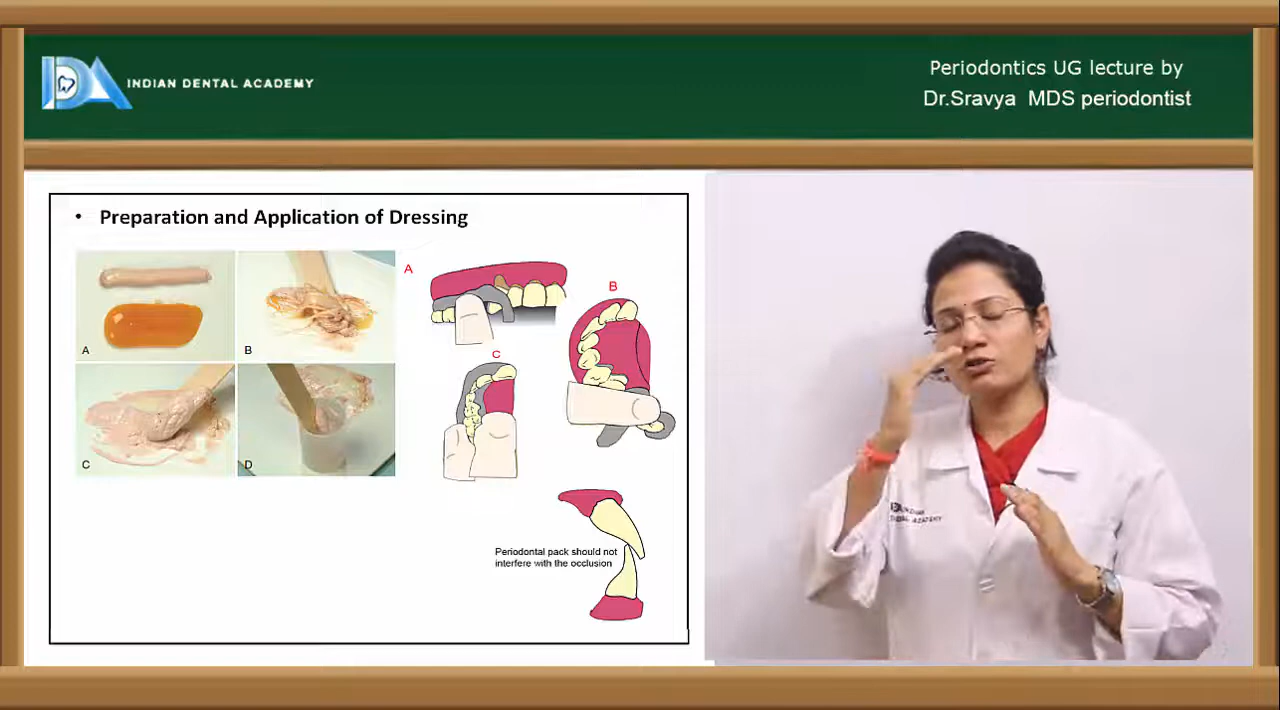 INDIAN DENTAL ACADEMY
Periodontics UG lecture by
Dr.Sravya MDS periodontist
• Preparation and Application of Dressing
A
B
C
D
A
B
C
Periodontal pack should not
interfere with the occlusion